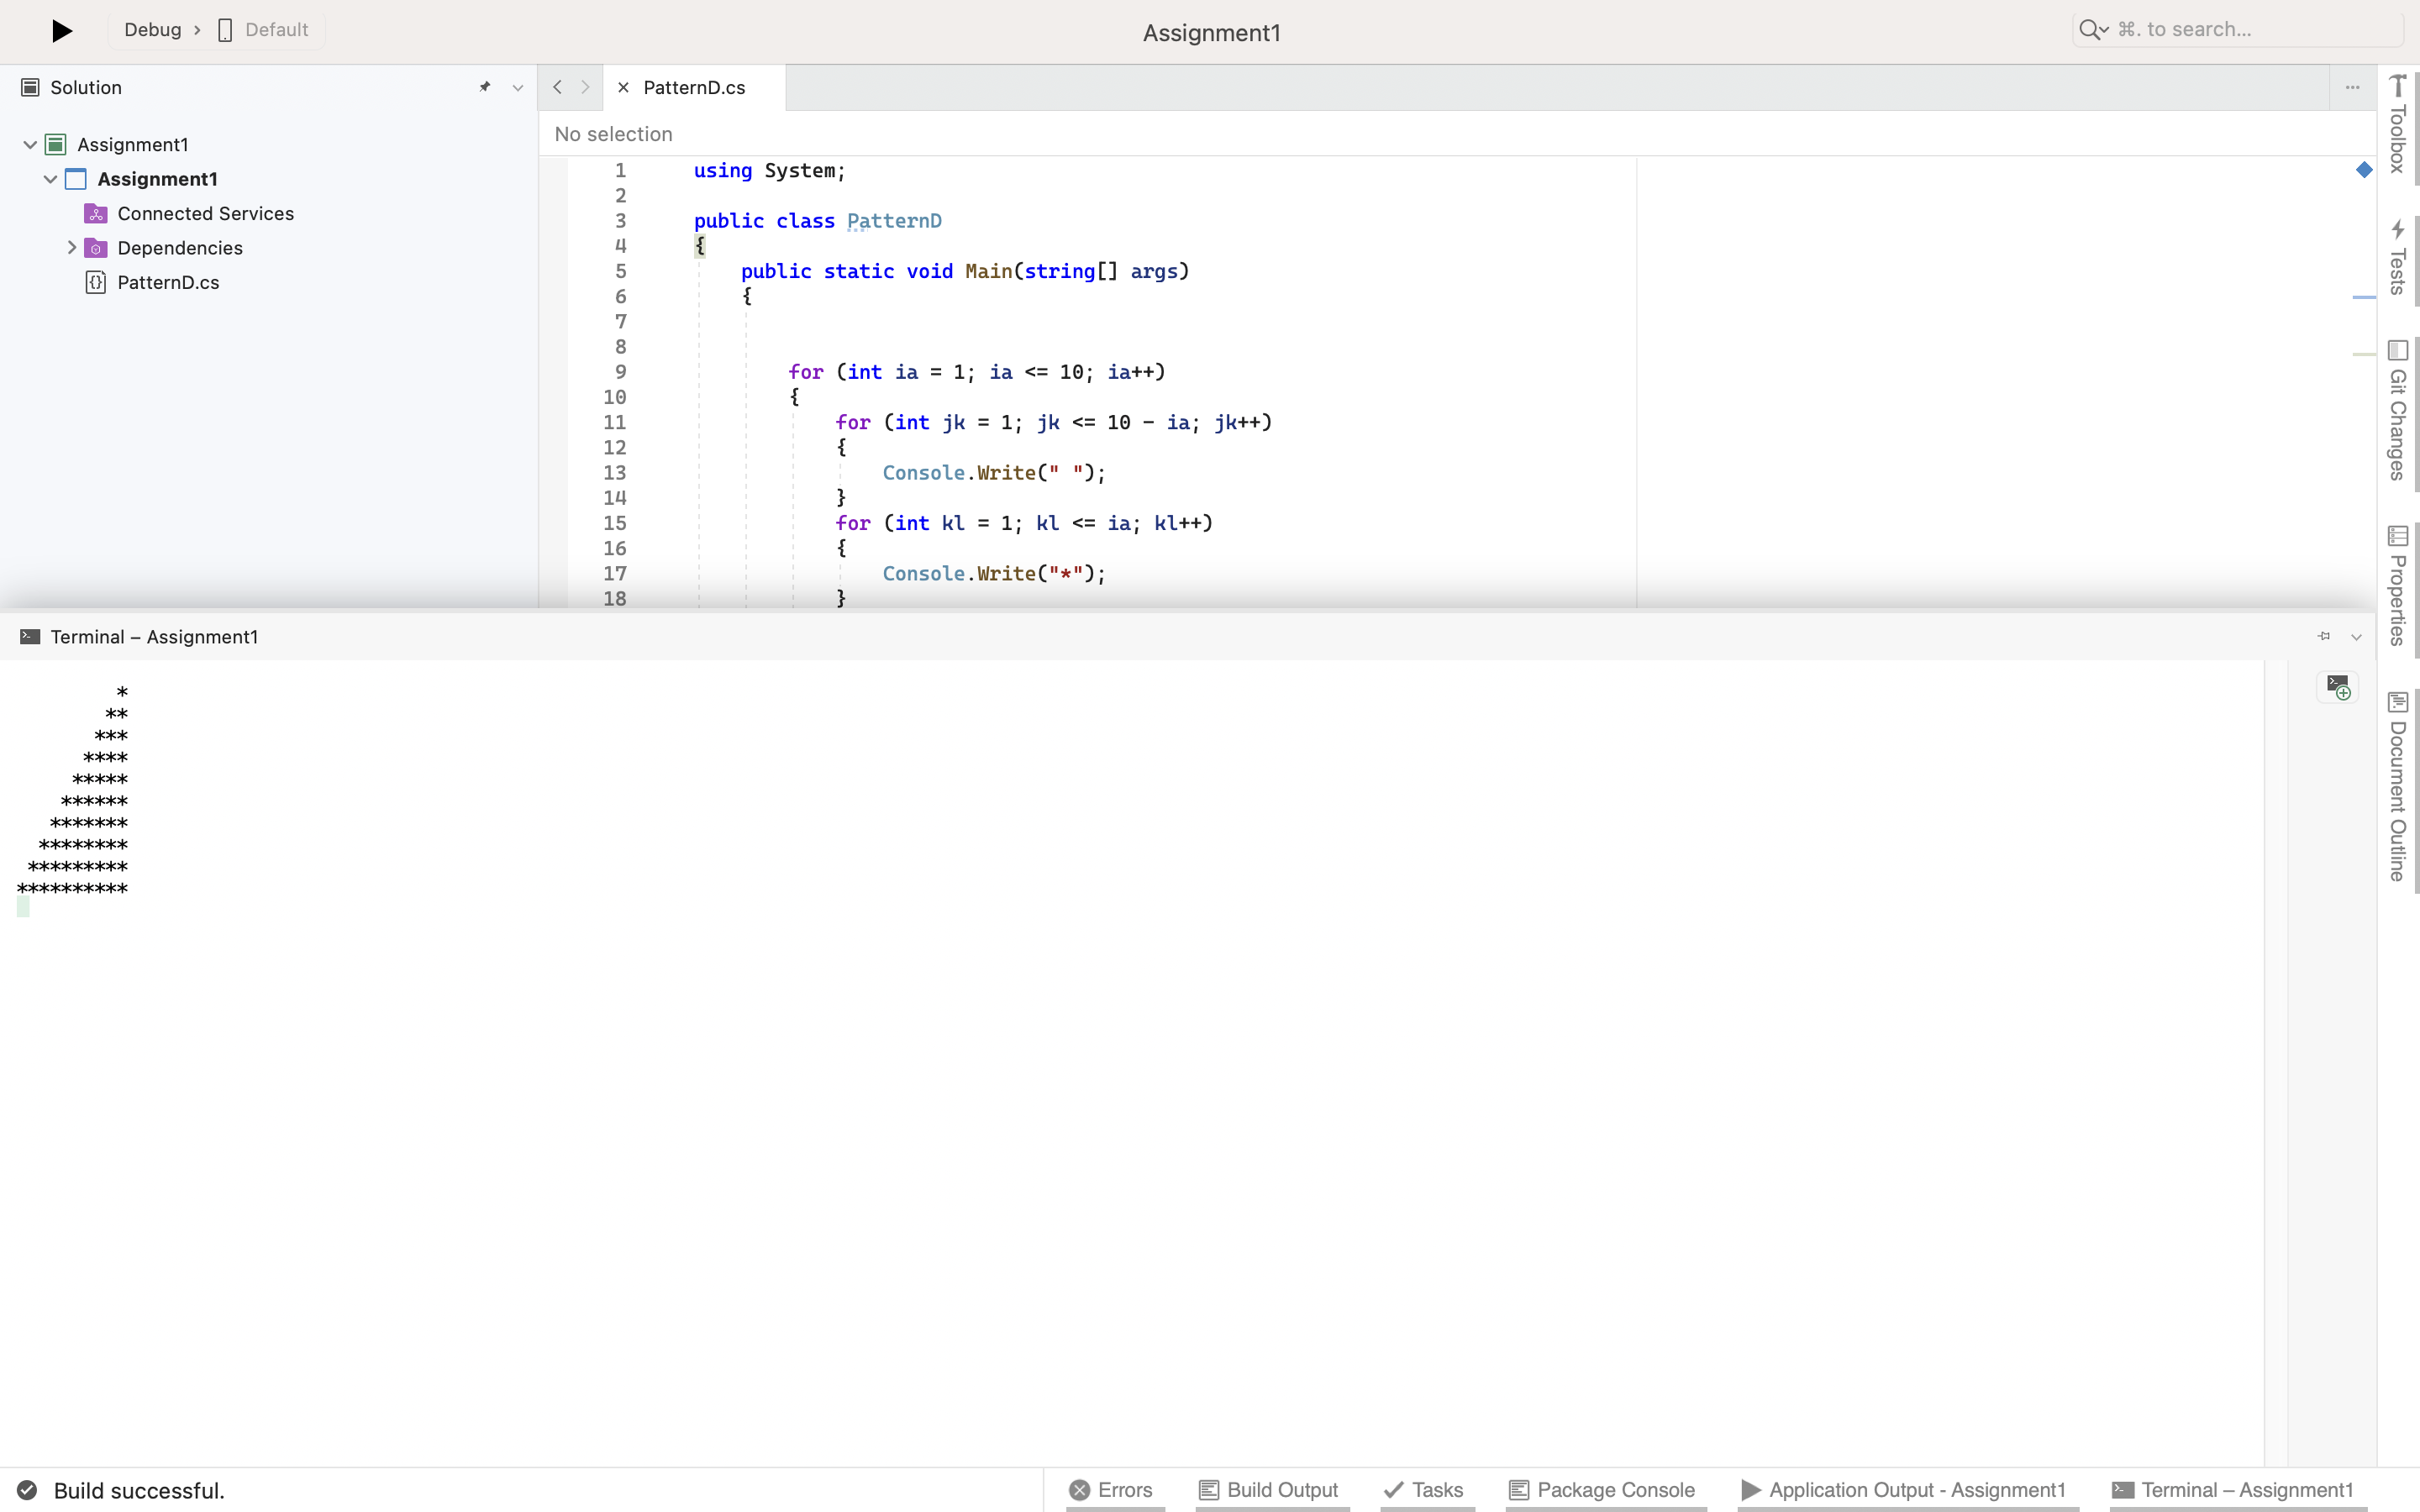 Debug > Default
Assignment1
⌘. to search...
Solution
Assignment1
Assignment1
Connected Services
Dependencies
PatternD.cs
PatternD.cs
No selection
1 using System;
2
3 public class PatternD
4 {
5     public static void Main(string[] args)
6     {
7
8
9         for (int ia = 1; ia <= 10; ia++)
10         {
11             for (int jk = 1; jk <= 10 - ia; jk++)
12             {
13                 Console.Write(" ");
14             }
15             for (int kl = 1; kl <= ia; kl++)
16             {
17                 Console.Write("*");
18             }
Toolbox
Tests
Git Changes
Properties
Document Outline
Terminal – Assignment1
         *
        **
       ***
      ****
     *****
    ******
   *******
  ********
 *********
**********
Build successful.
Errors
Build Output
Tasks
Package Console
Application Output - Assignment1
Terminal – Assignment1